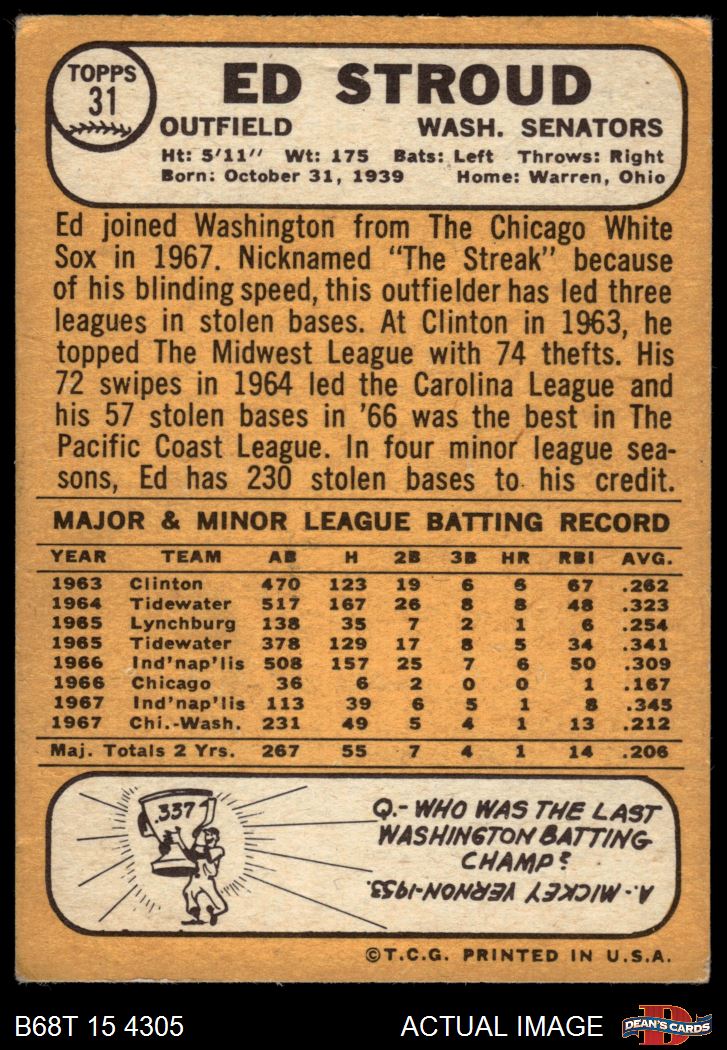 TOPPS
31
ED STROUD
OUTFIELD WASH. SENATORS
Ht: 5'11" Wt: 175 Bats: Left Throws: Right
Born: October 31, 1939 Home: Warren, Ohio
Ed joined Washington from The Chicago White
Sox in 1967. Nicknamed "The Streak" because
of his blinding speed, this outfielder has led three
leagues in stolen bases. At Clinton in 1963, he
topped The Midwest League with 74 thefts. His
72 swipes in 1964 led the Carolina League and
his 57 stolen bases in '66 was the best in The
Pacific Coast League. In four minor league sea-
sons, Ed has 230 stolen bases to his credit.
MAJOR & MINOR LEAGUE BATTING RECORD
YEAR TEAM AB H 2B 3B HR RBI AVG.
1963 Clinton 470 123 19 6 6 67 .262
1964 Tidewater 517 167 26 8 8 48 .323
1965 Lynchburg 138 35 7 2 1 6 .254
1965 Tidewater 378 129 17 8 5 34 .341
1966 Ind'nap'lis 508 157 25 7 6 50 .309
1966 Chicago 36 6 2 0 0 1 .167
1967 Ind'nap'lis 113 39 6 5 1 8 .345
1967 Chi.-Wash. 231 49 5 4 1 13 .212
Maj. Totals 2 Yrs. 267 55 7 4 1 14 .206
.337
Q.- WHO WAS THE LAST
WASHINGTON BATTING
CHAMP?
A.- MICKEY VERNON-1953.
©T.C.G. PRINTED IN U.S.A.
B68T 15 4305 ACTUAL IMAGE
D
DEAN'S CARDS